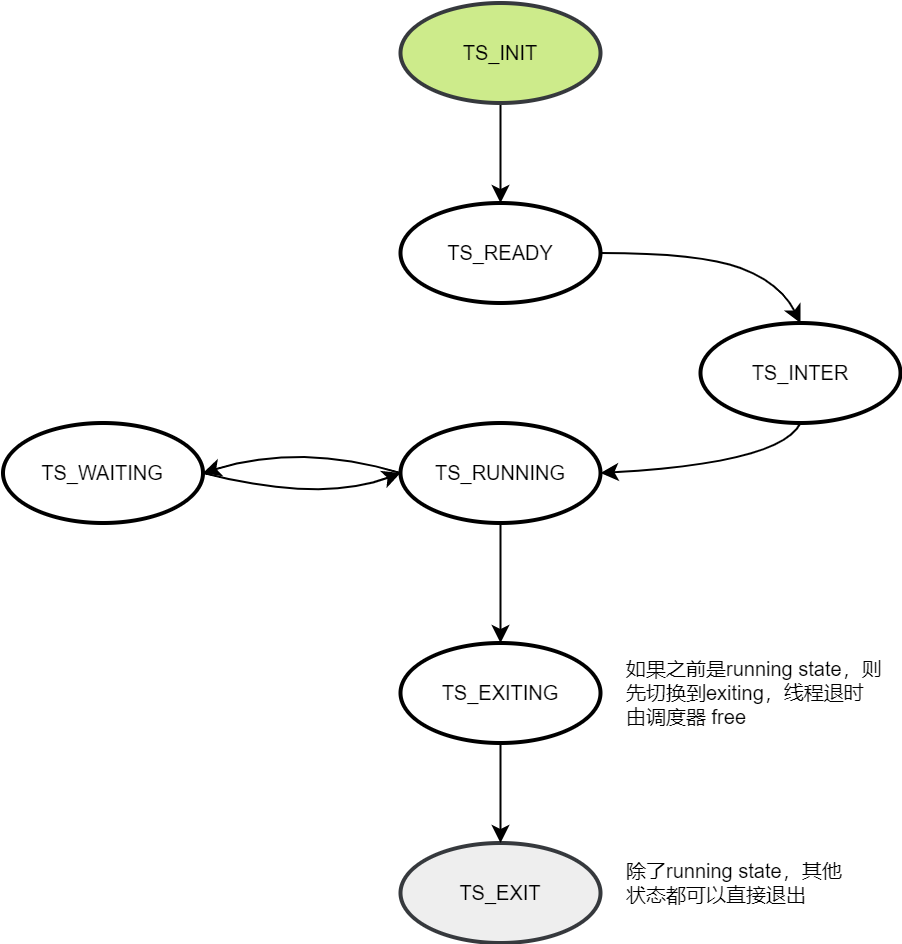 TS_INIT
TS_READY
TS_INTER
TS_WAITING
TS_RUNNING
TS_EXITING
如果之前是running state，则
先切换到exiting，线程退时
由调度器 free
TS_EXIT
除了running state，其他
状态都可以直接退出